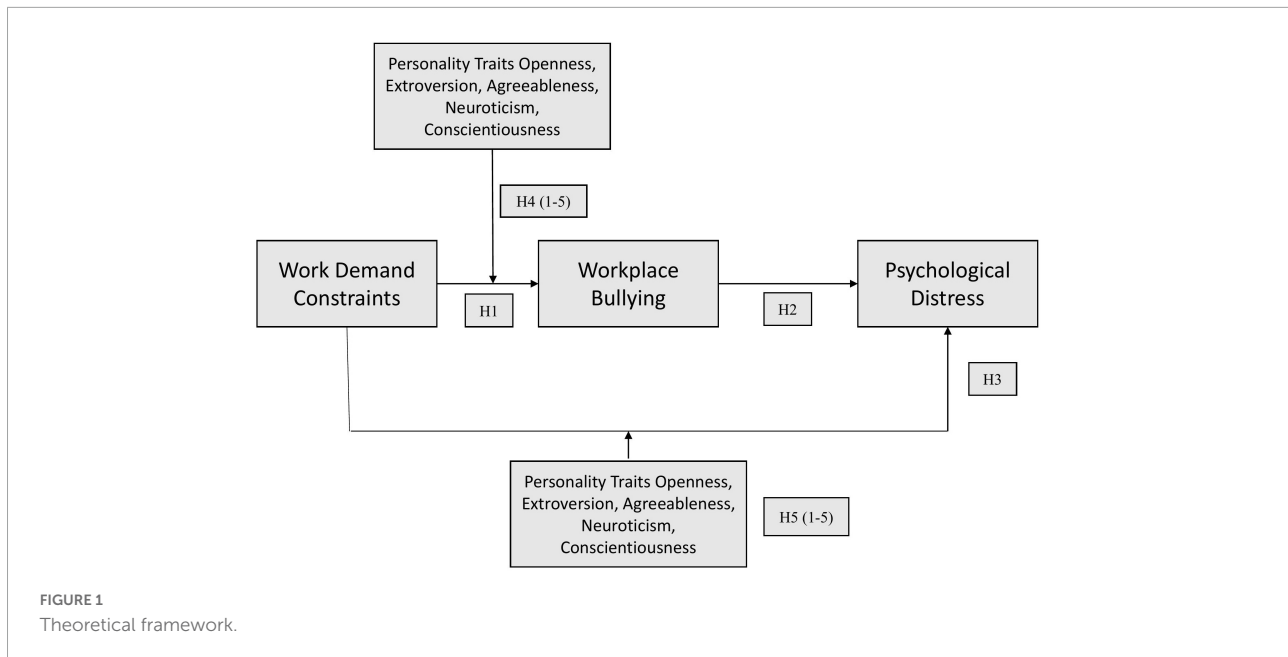 Personality Traits Openness,
Extroversion, Agreeableness,
Neuroticism,
Conscientiousness
H4 (1-5)
Work Demand
Constraints
H1
Workplace
Bullying
H2
Psychological
Distress
H3
Personality Traits Openness,
Extroversion, Agreeableness,
Neuroticism,
Conscientiousness
H5 (1-5)
FIGURE 1
Theoretical framework.